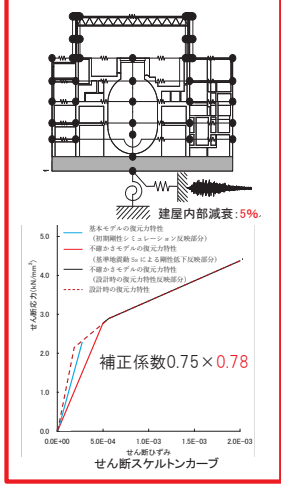 建屋内部減衰:5%
基本モデルの復元力特性
(初期剛性シミュレーション反映部分)
不確かさモデルの復元力特性
(基準地震動 Ss による剛性低下反映部分)
不確かさモデルの復元力特性
(設計時の復元力特性反映部分)
設計時の復元力特性
せん断応力(kN/mm²)
5.0
4.0
3.0
2.0
1.0
0.0
補正係数0.75×0.78
0.0E+00 5.0E-04 1.0E-03 1.5E-03 2.0E-03
せん断ひずみ
せん断スケルトンカーブ